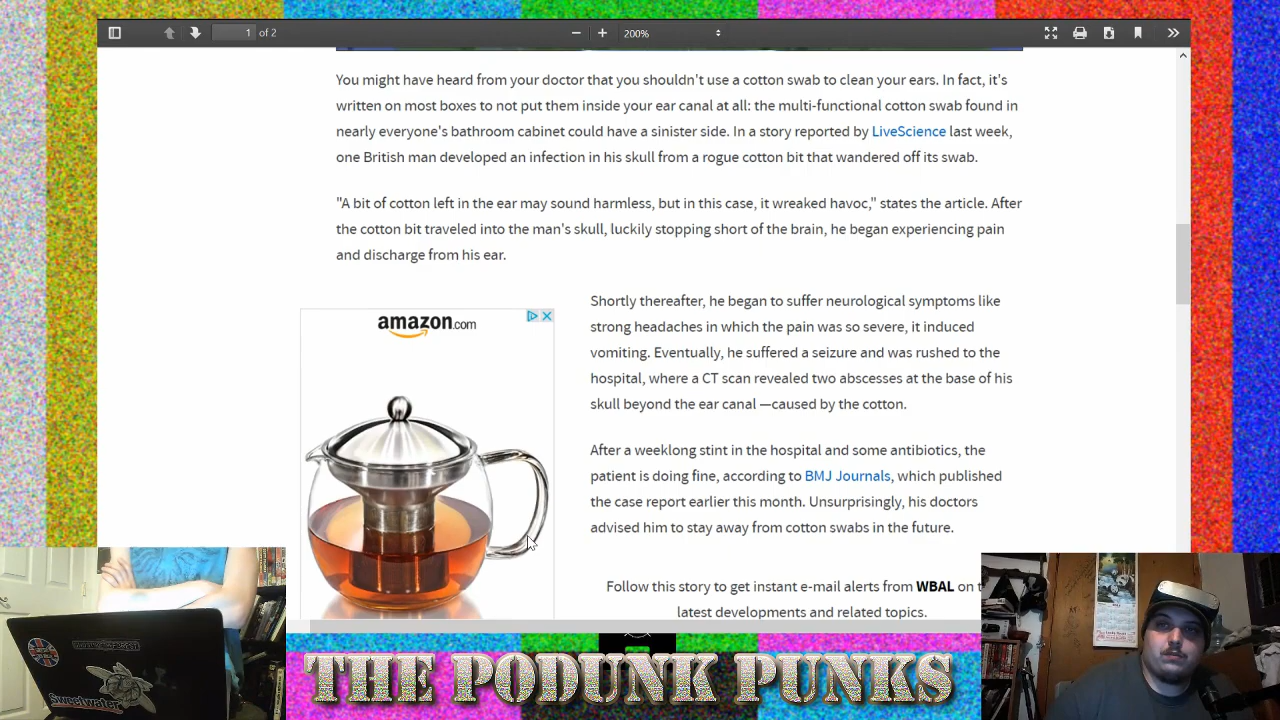 1 of 2
200%
You might have heard from your doctor that you shouldn't use a cotton swab to clean your ears. In fact, it's
written on most boxes to not put them inside your ear canal at all: the multi-functional cotton swab found in
nearly everyone's bathroom cabinet could have a sinister side. In a story reported by LiveScience last week,
one British man developed an infection in his skull from a rogue cotton bit that wandered off its swab.
"A bit of cotton left in the ear may sound harmless, but in this case, it wreaked havoc," states the article. After
the cotton bit traveled into the man's skull, luckily stopping short of the brain, he began experiencing pain
and discharge from his ear.
amazon.com
Shortly thereafter, he began to suffer neurological symptoms like
strong headaches in which the pain was so severe, it induced
vomiting. Eventually, he suffered a seizure and was rushed to the
hospital, where a CT scan revealed two abscesses at the base of his
skull beyond the ear canal —caused by the cotton.
After a weeklong stint in the hospital and some antibiotics, the
patient is doing fine, according to BMJ Journals, which published
the case report earlier this month. Unsurprisingly, his doctors
advised him to stay away from cotton swabs in the future.
Follow this story to get instant e-mail alerts from WBAL on t
latest developments and related topics.
Sweetwater
THE PODUNK PUNKS